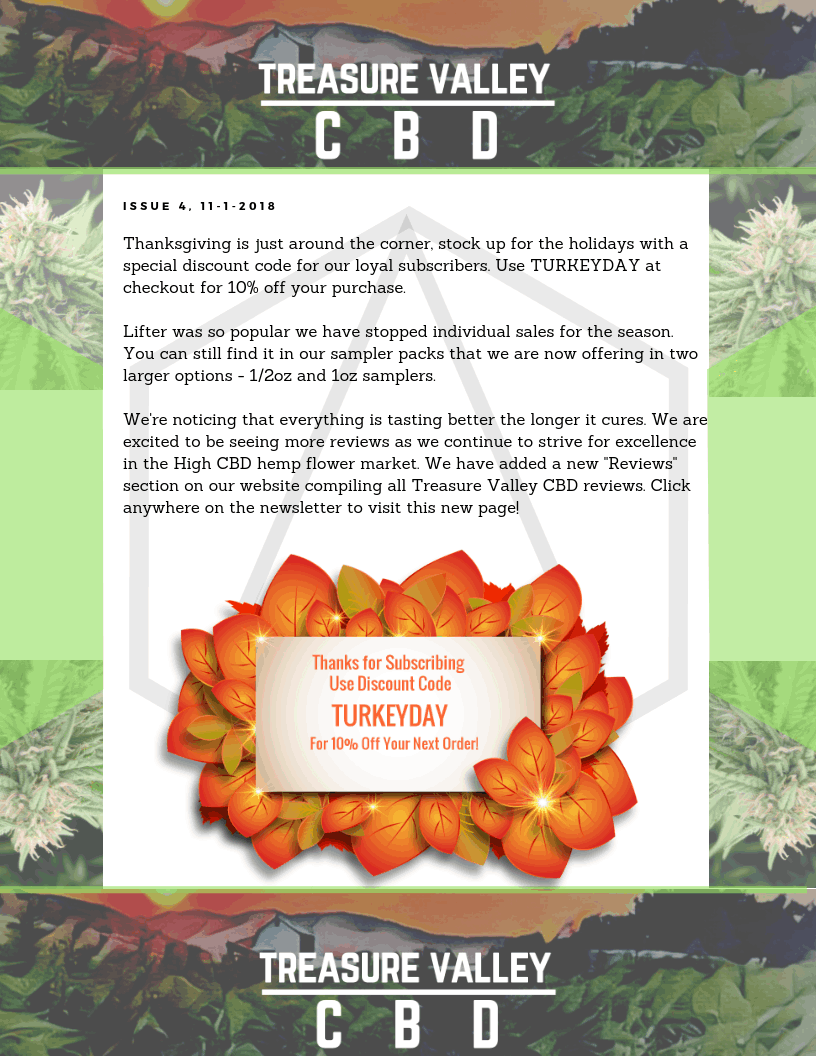 TREASURE VALLEY
CBD
ISSUE 4, 11-1-2018
Thanksgiving is just around the corner, stock up for the holidays with a
special discount code for our loyal subscribers. Use TURKEYDAY at
checkout for 10% off your purchase.
Lifter was so popular we have stopped individual sales for the season.
You can still find it in our sampler packs that we are now offering in two
larger options - 1/2oz and 1oz samplers.
We're noticing that everything is tasting better the longer it cures. We are
excited to be seeing more reviews as we continue to strive for excellence
in the High CBD hemp flower market. We have added a new "Reviews"
section on our website compiling all Treasure Valley CBD reviews. Click
anywhere on the newsletter to visit this new page!
Thanks for Subscribing
Use Discount Code
TURKEYDAY
For 10% Off Your Next Order!
TREASURE VALLEY
CBD